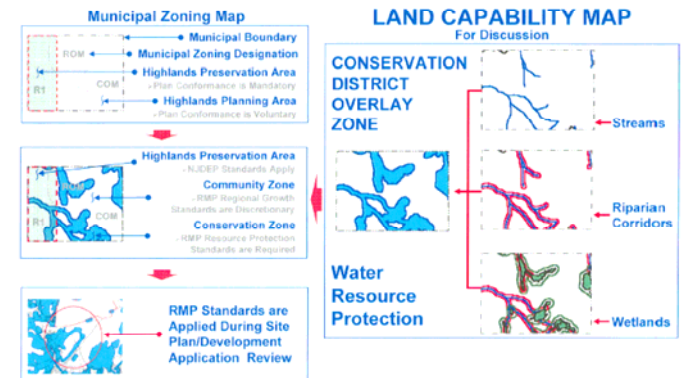 Municipal Zoning Map
Municipal Boundary
ROM
Municipal Zoning Designation
Highlands Preservation Area
Plan Conformance is Mandatory
R1
COM
Highlands Planning Area
Plan Conformance is Voluntary
Highlands Preservation Area
NJDEP Standards Apply
Community Zone
RMP Regional Growth
Standards are Discretionary
R1
COM
Conservation Zone
RMP Resource Protection
Standards are Required
RMP Standards are
Applied During Site
Plan/Development
Application Review
LAND CAPABILITY MAP
For Discussion
CONSERVATION
DISTRICT
OVERLAY
ZONE
Streams
Riparian
Corridors
Water
Resource
Protection
Wetlands